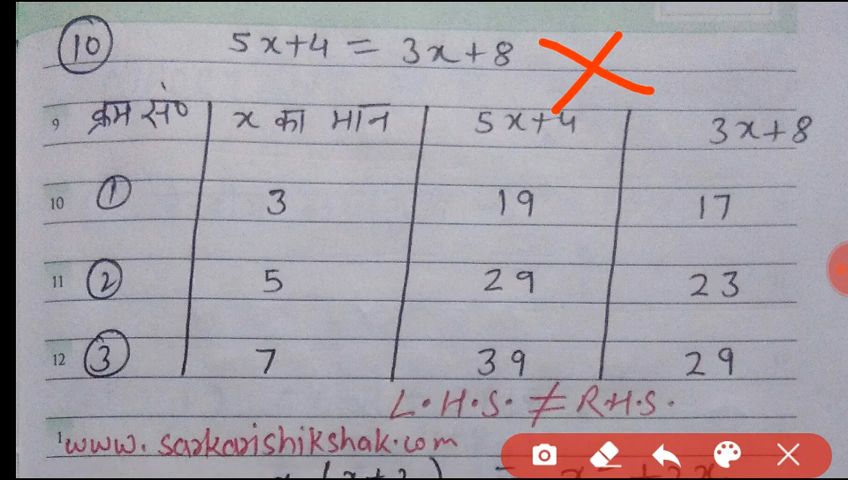 (10) 5x+4 = 3x+8
9 क्रम सं० x का मान 5x+4 3x+8
10 (1) 3 19 17
11 (2) 5 29 23
12 (3) 7 39 29
L.H.S. ≠ R.H.S.
1 www.sarkarishikshak.com